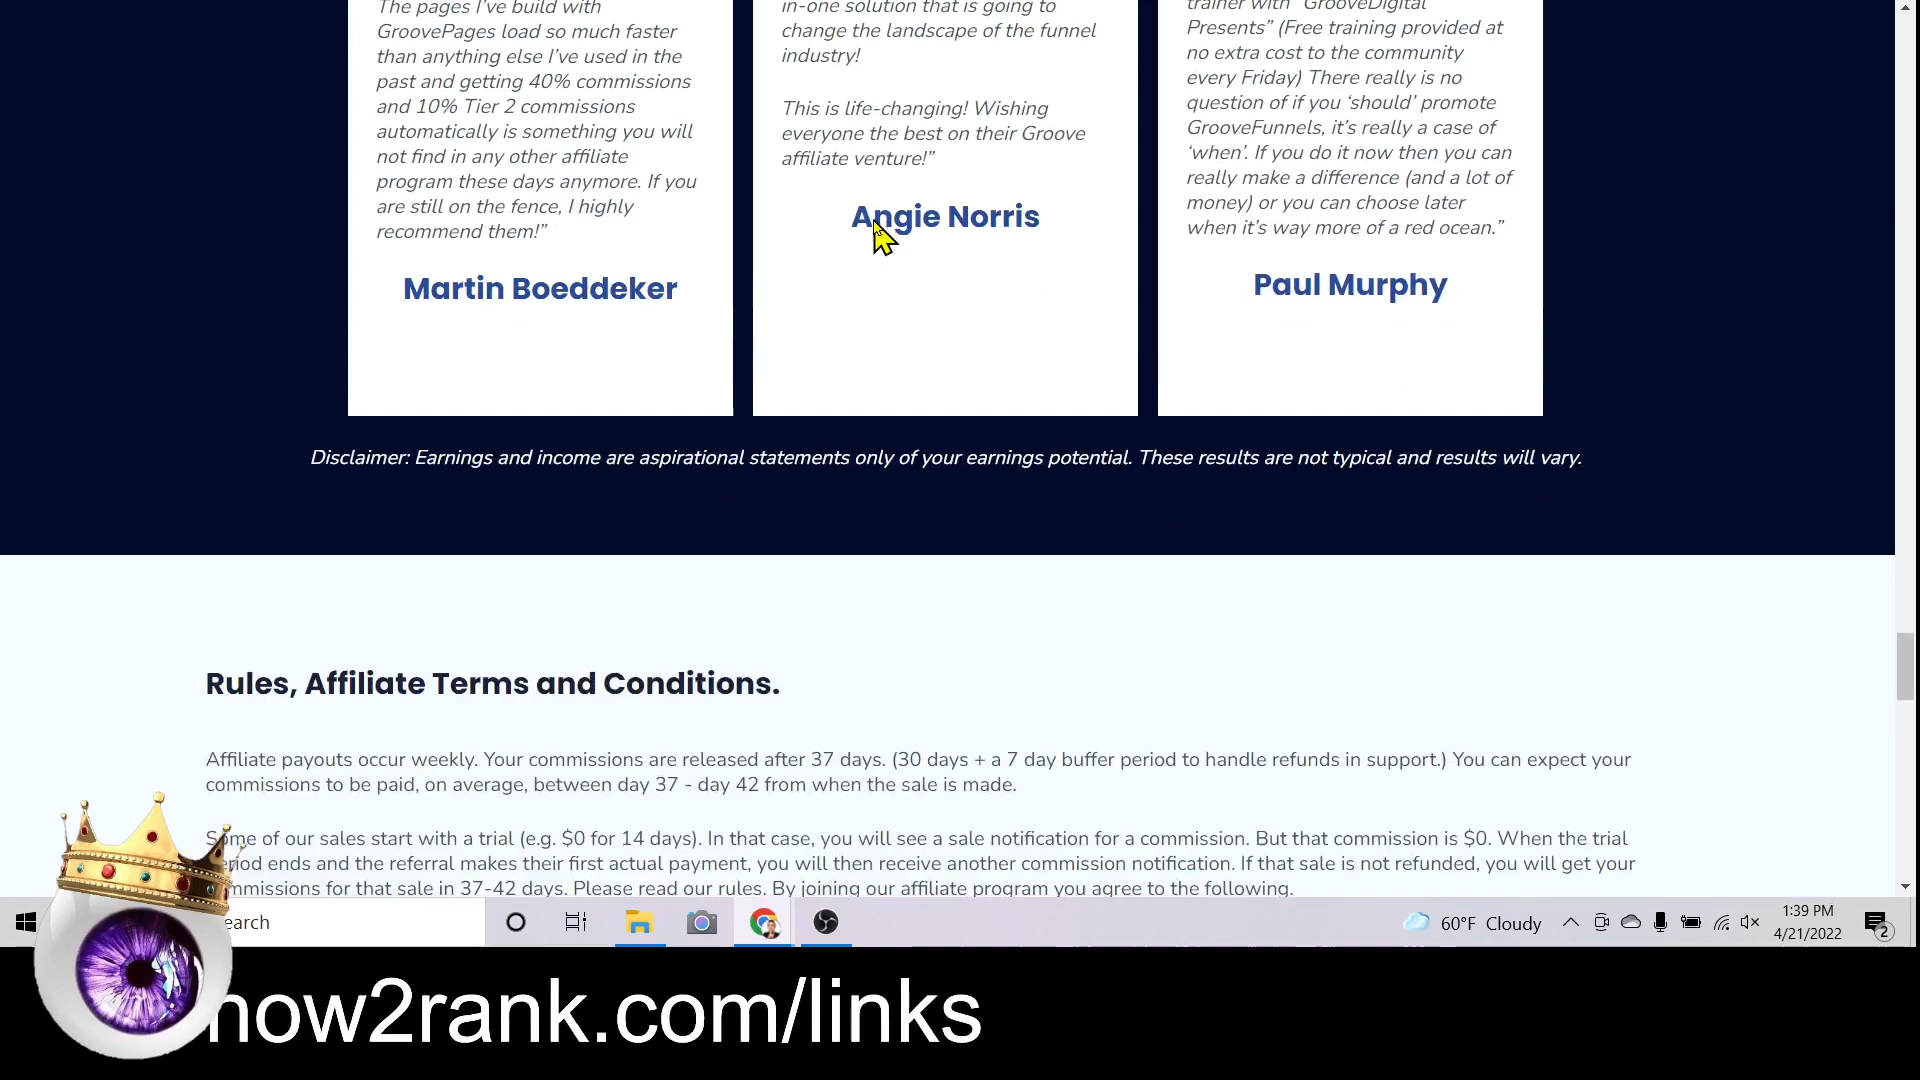 The pages I've build with
GroovePages load so much faster
than anything else I've used in the
past and getting 40% commissions
and 10% Tier 2 commissions
automatically is something you will
not find in any other affiliate
program these days anymore. If you
are still on the fence, I highly
recommend them!”
Martin Boeddeker
in-one solution that is going to
change the landscape of the funnel
industry!
This is life-changing! Wishing
everyone the best on their Groove
affiliate venture!”
Angie Norris
trainer with “GrooveDigital
Presents” (Free training provided at
no extra cost to the community
every Friday) There really is no
question of if you ‘should’ promote
GrooveFunnels, it’s really a case of
‘when’. If you do it now then you can
really make a difference (and a lot of
money) or you can choose later
when it’s way more of a red ocean.”
Paul Murphy
Disclaimer: Earnings and income are aspirational statements only of your earnings potential. These results are not typical and results will vary.
Rules, Affiliate Terms and Conditions.
Affiliate payouts occur weekly. Your commissions are released after 37 days. (30 days + a 7 day buffer period to handle refunds in support.) You can expect your
commissions to be paid, on average, between day 37 - day 42 from when the sale is made.
Some of our sales start with a trial (e.g. $0 for 14 days). In that case, you will see a sale notification for a commission. But that commission is $0. When the trial
period ends and the referral makes their first actual payment, you will then receive another commission notification. If that sale is not refunded, you will get your
commissions for that sale in 37-42 days. Please read our rules. By joining our affiliate program you agree to the following.
earch
60°F Cloudy
1:39 PM
4/21/2022
2
how2rank.com/links